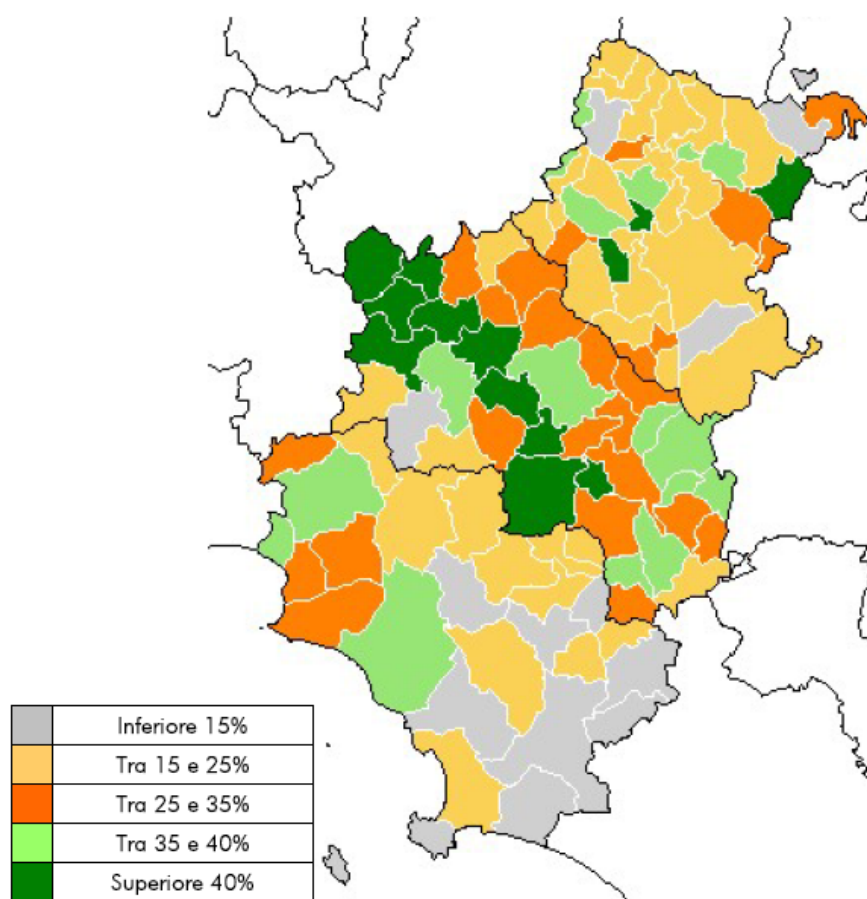 Inferiore 15%
Tra 15 e 25%
Tra 25 e 35%
Tra 35 e 40%
Superiore 40%